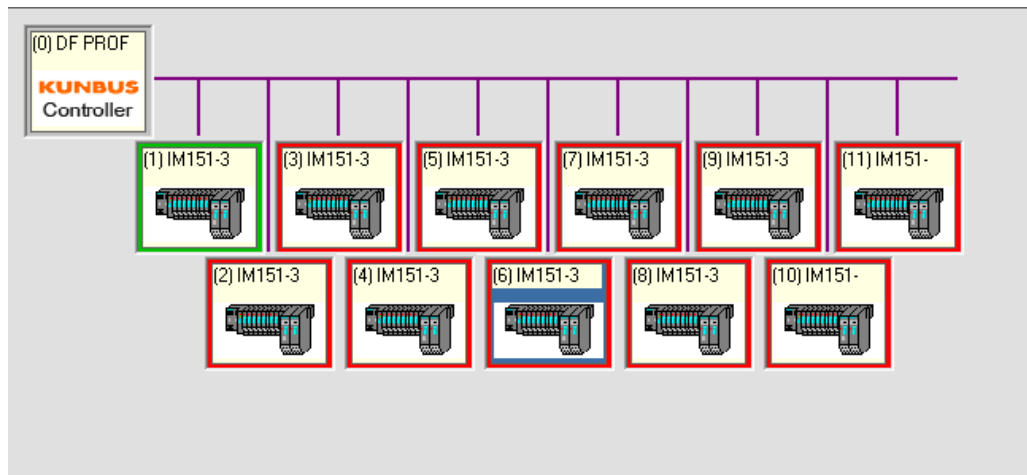 (0) DF PROF
KUNBUS
Controller
(1) IM151-3
(3) IM151-3
(5) IM151-3
(7) IM151-3
(9) IM151-3
(11) IM151-
(2) IM151-3
(4) IM151-3
(6) IM151-3
(8) IM151-3
(10) IM151-